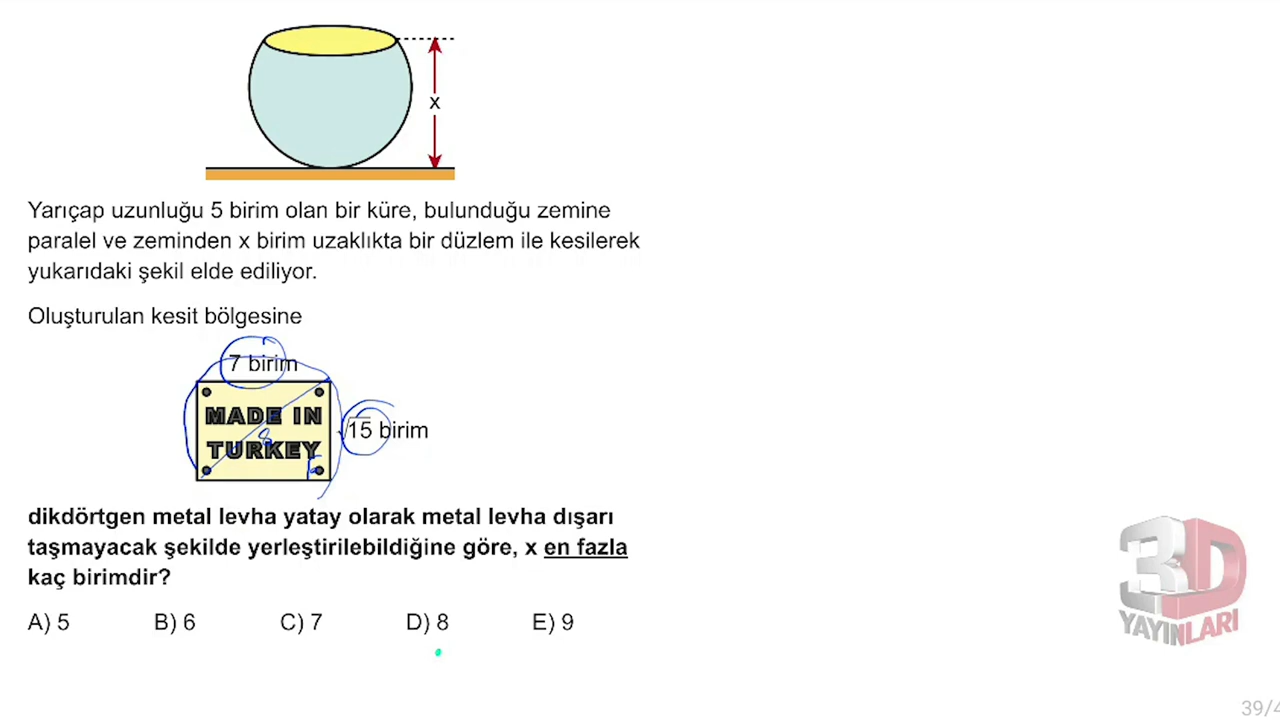 x
Yarıçap uzunluğu 5 birim olan bir küre, bulunduğu zemine
paralel ve zeminden x birim uzaklıkta bir düzlem ile kesilerek
yukarıdaki şekil elde ediliyor.
Oluşturulan kesit bölgesine
7 birim
MADE IN
TURKEY
8
√15 birim
dikdörtgen metal levha yatay olarak metal levha dışarı
taşmayacak şekilde yerleştirilebildiğine göre, x en fazla
kaç birimdir?
A) 5 B) 6 C) 7 D) 8 E) 9
3D
YAYINLARI